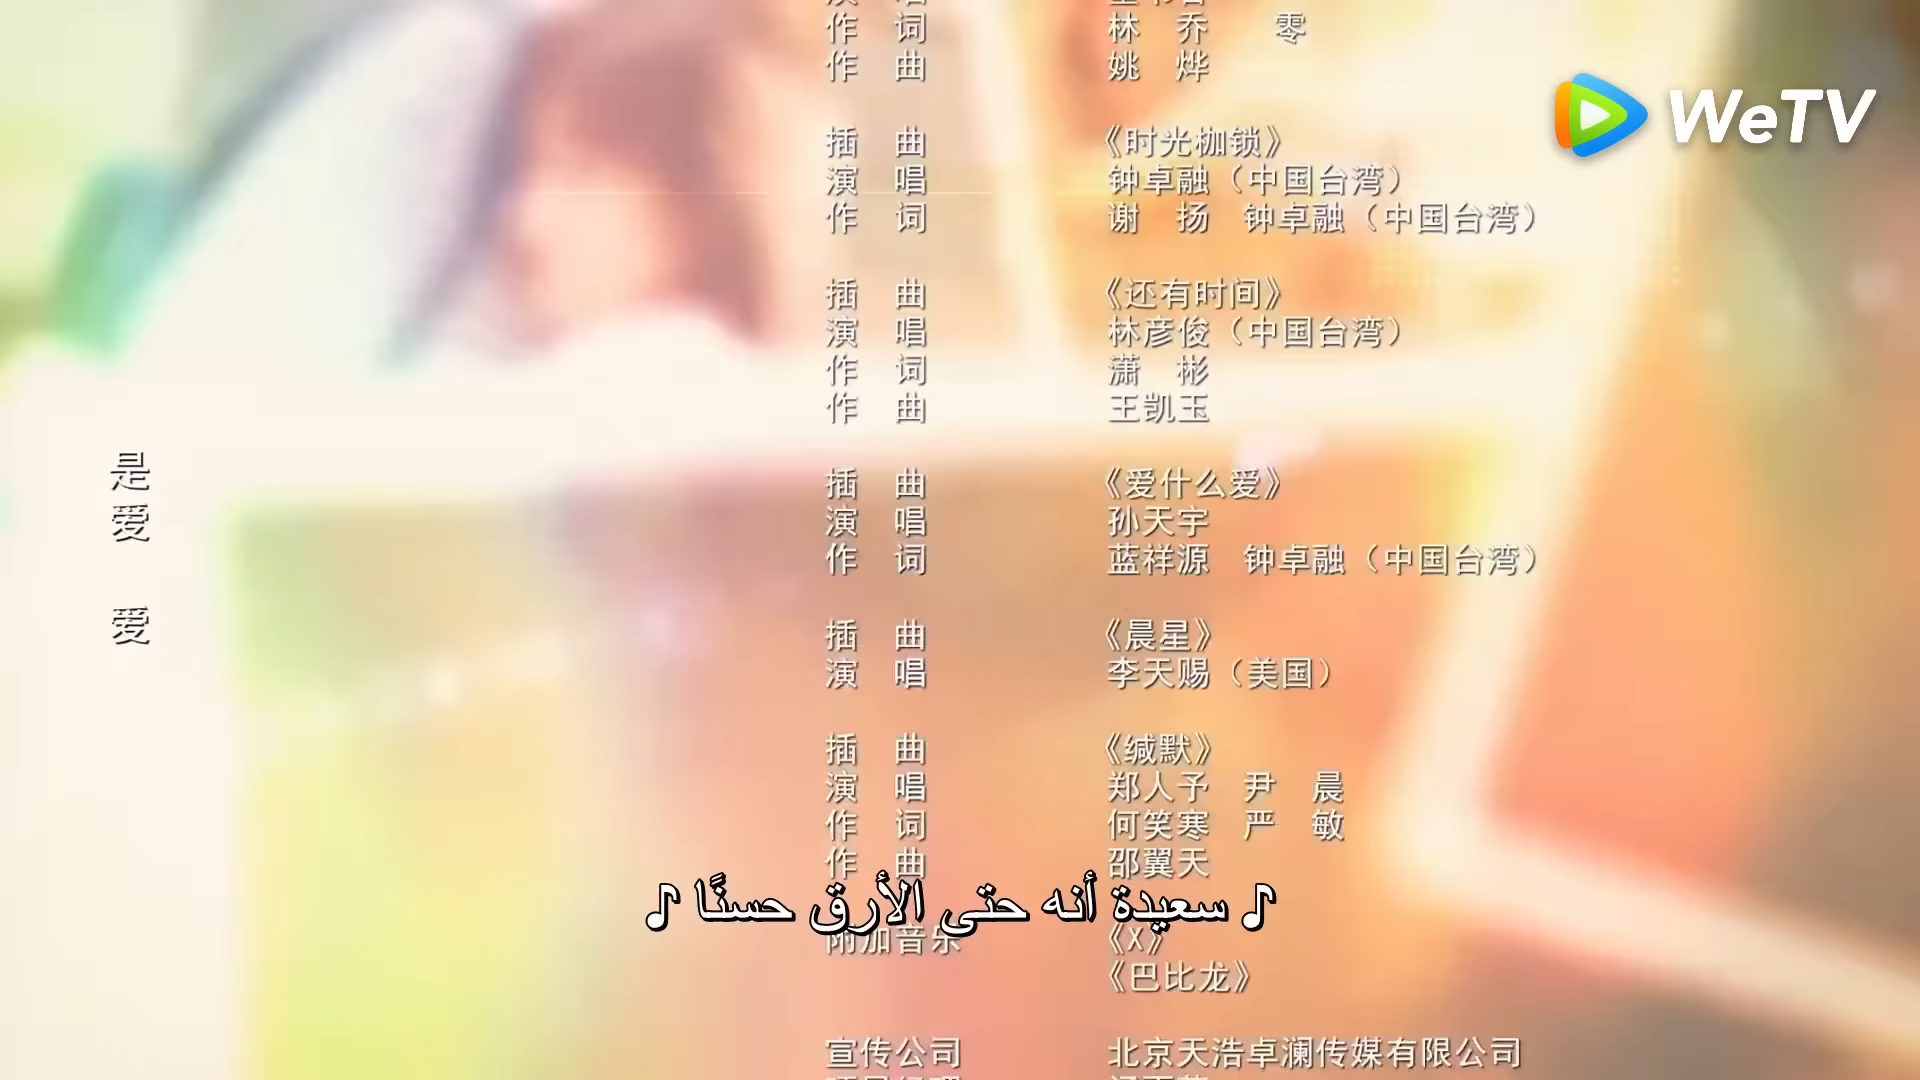 作 词 林 乔 零
作 曲 姚 烨
WeTV
插 曲 《时光枷锁》
演 唱 钟卓融（中国台湾）
作 词 谢 扬 钟卓融（中国台湾）
插 曲 《还有时间》
演 唱 林彦俊（中国台湾）
作 词 潇 彬
作 曲 王凯玉
是爱 爱
插 曲 《爱什么爱》
演 唱 孙天宇
作 词 蓝祥源 钟卓融（中国台湾）
插 曲 《晨星》
演 唱 李天赐（美国）
插 曲 《缄默》
演 唱 郑人予 尹 晨
作 词 何笑寒 严 敏
作 曲 邵翼天
♪ سعيدة أنه حتى الأرق حسنًا ♪
附加音乐 《X》
《巴比龙》
宣传公司 北京天浩卓澜传媒有限公司